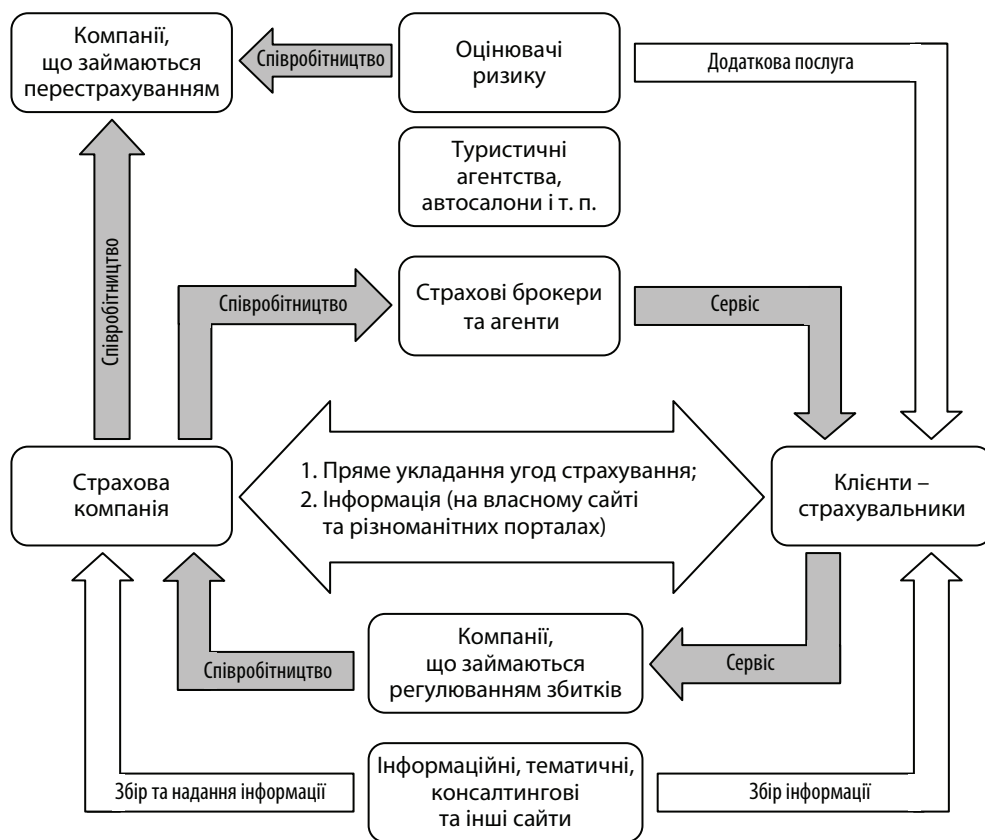 Компанії,
що займаються
перестрахуванням
Співробітництво
Оцінювачі
ризику
Додаткова послуга
Туристичні
агентства,
автосалони і т. п.
Співробітництво
Співробітництво
Страхові брокери
та агенти
Сервіс
Страхова
компанія
1. Пряме укладання угод страхування;
2. Інформація (на власному сайті
та різноманітних порталах)
Клієнти –
страхувальники
Співробітництво
Компанії,
що займаються
регулюванням збитків
Сервіс
Збір та надання інформації
Інформаційні, тематичні,
консалтингові
та інші сайти
Збір інформації